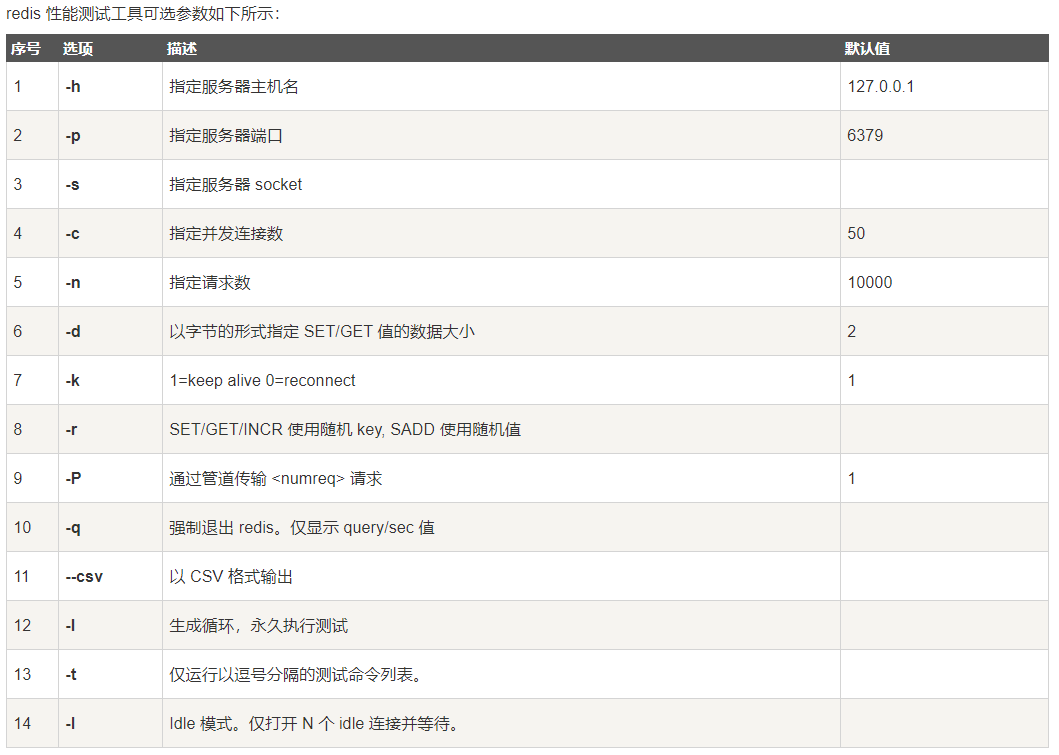 redis 性能测试工具可选参数如下所示：
序号 选项 描述 默认值
1 -h 指定服务器主机名 127.0.0.1
2 -p 指定服务器端口 6379
3 -s 指定服务器 socket
4 -c 指定并发连接数 50
5 -n 指定请求数 10000
6 -d 以字节的形式指定 SET/GET 值的数据大小 2
7 -k 1=keep alive 0=reconnect 1
8 -r SET/GET/INCR 使用随机 key, SADD 使用随机值
9 -P 通过管道传输 <numreq> 请求 1
10 -q 强制退出 redis。仅显示 query/sec 值
11 --csv 以 CSV 格式输出
12 -l 生成循环，永久执行测试
13 -t 仅运行以逗号分隔的测试命令列表。
14 -I Idle 模式。仅打开 N 个 idle 连接并等待。